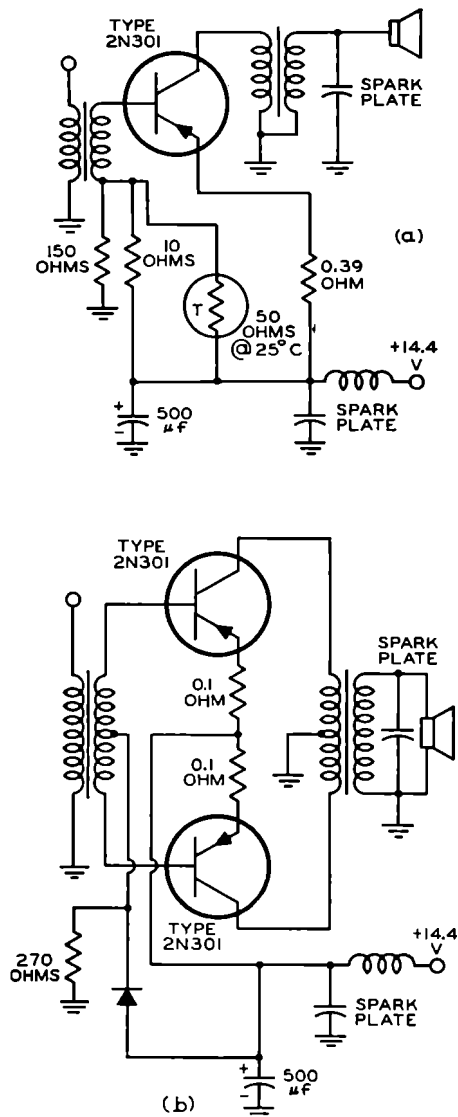 TYPE
2N301
SPARK
PLATE
(a)
150
OHMS
10
OHMS
T
50
OHMS
@25°C
0.39
OHM
+14.4
V
+
-
500
μf
SPARK
PLATE
TYPE
2N301
SPARK
PLATE
0.1
OHM
0.1
OHM
TYPE
2N301
270
OHMS
+14.4
V
SPARK
PLATE
+
-
500
μf
(b)